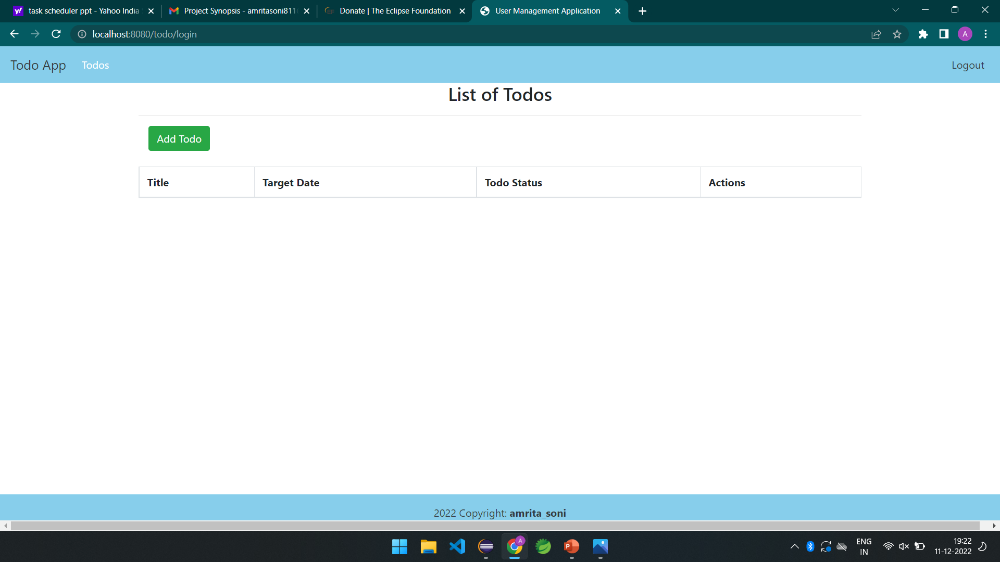 task scheduler ppt - Yahoo India
Project Synopsis - amritasoni811
Donate | The Eclipse Foundation
User Management Application
localhost:8080/todo/login
A
Todo App
Todos
Logout
List of Todos
Add Todo
Title
Target Date
Todo Status
Actions
2022 Copyright: amrita_soni
ENG
IN
19:22
11-12-2022